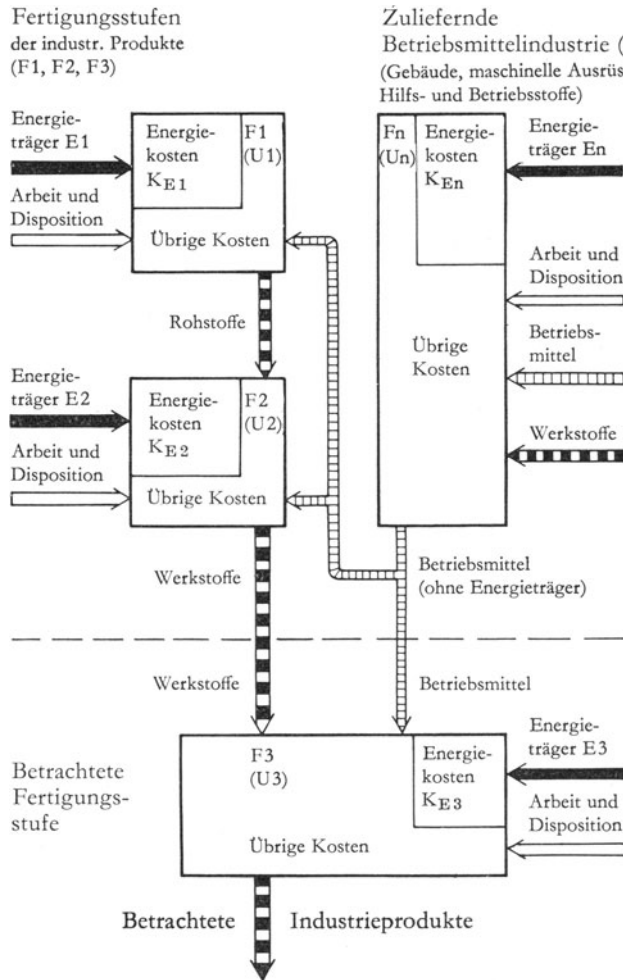 Fertigungsstufen
der industr. Produkte
(F1, F2, F3)
Zuliefernde
Betriebsmittelindustrie (
(Gebäude, maschinelle Ausrüs
Hilfs- und Betriebsstoffe)
Energie-
träger E1
Arbeit und
Disposition
Energie-
kosten
KE1
F1
(U1)
Übrige Kosten
Rohstoffe
Fn
(Un)
Energie-
kosten
KEn
Übrige
Kosten
Energie-
träger En
Arbeit und
Disposition
Betriebs-
mittel
Werkstoffe
Energie-
träger E2
Arbeit und
Disposition
Energie-
kosten
KE2
F2
(U2)
Übrige Kosten
Werkstoffe
Betriebsmittel
(ohne Energieträger)
Werkstoffe
Betriebsmittel
Betrachtete
Fertigungs-
stufe
F3
(U3)
Energie-
kosten
KE3
Übrige Kosten
Energie-
träger E3
Arbeit und
Disposition
Betrachtete Industrieprodukte